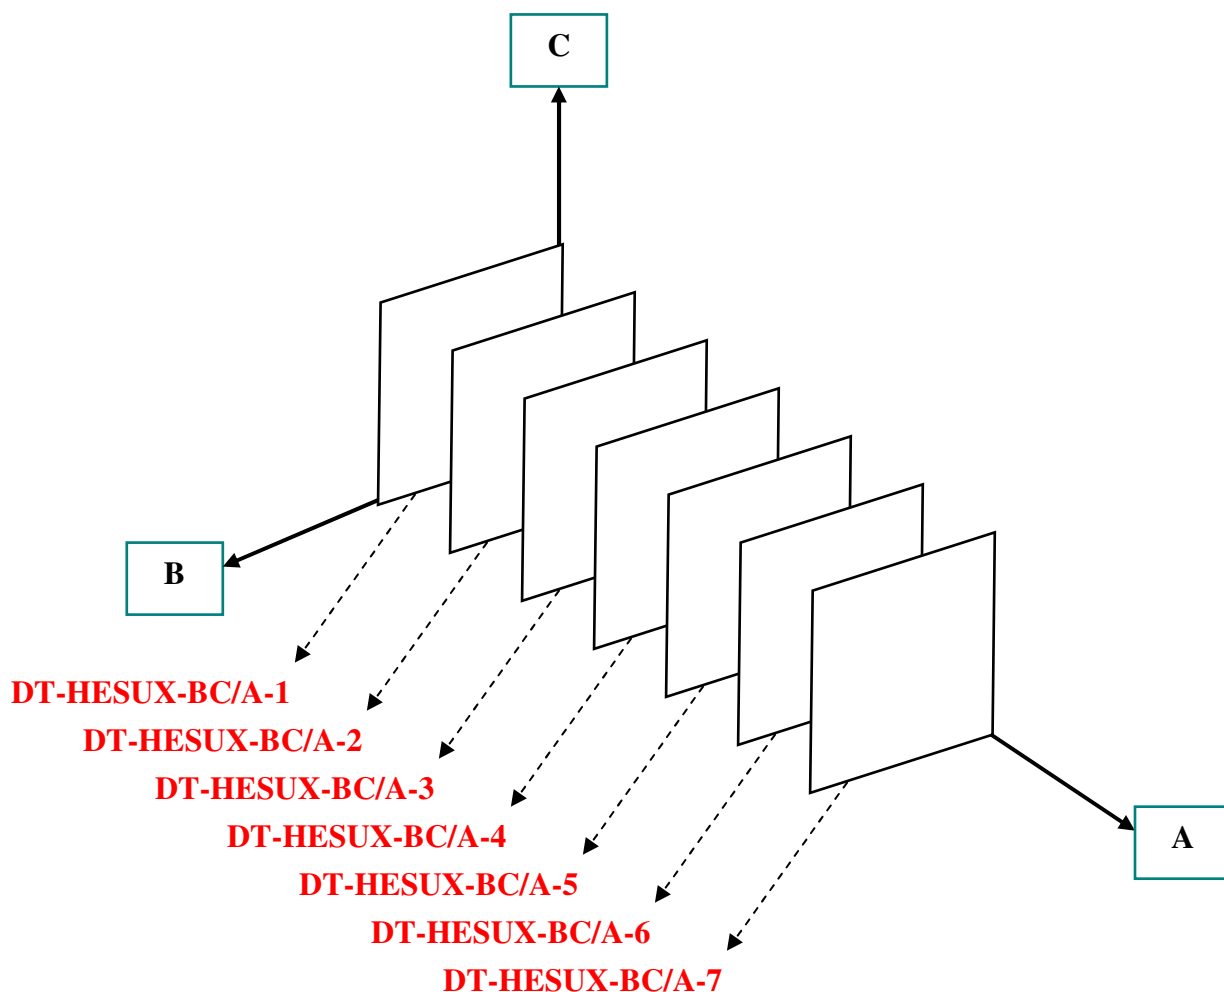 C
B
DT-HESUX-BC/A-1
DT-HESUX-BC/A-2
DT-HESUX-BC/A-3
DT-HESUX-BC/A-4
A
DT-HESUX-BC/A-5
DT-HESUX-BC/A-6
DT-HESUX-BC/A-7